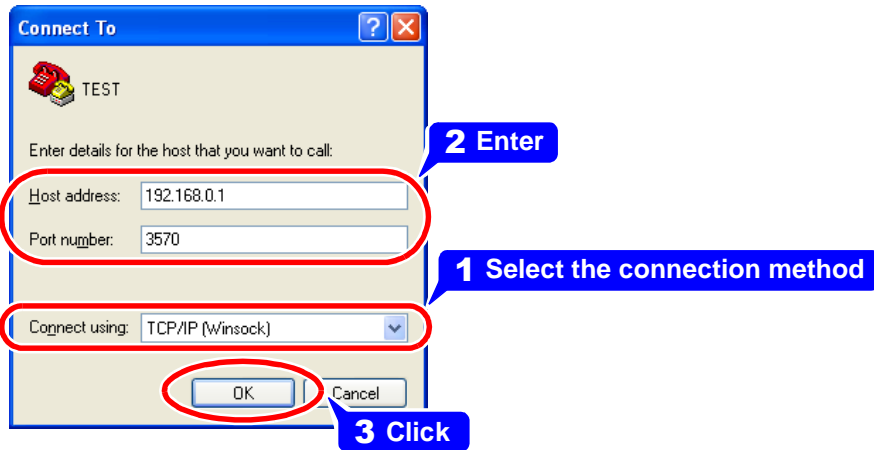 Connect To
TEST
Enter details for the host that you want to call:
2 Enter
Host address: 192.168.0.1
Port number: 3570
1 Select the connection method
Connect using: TCP/IP (Winsock)
OK Cancel
3 Click